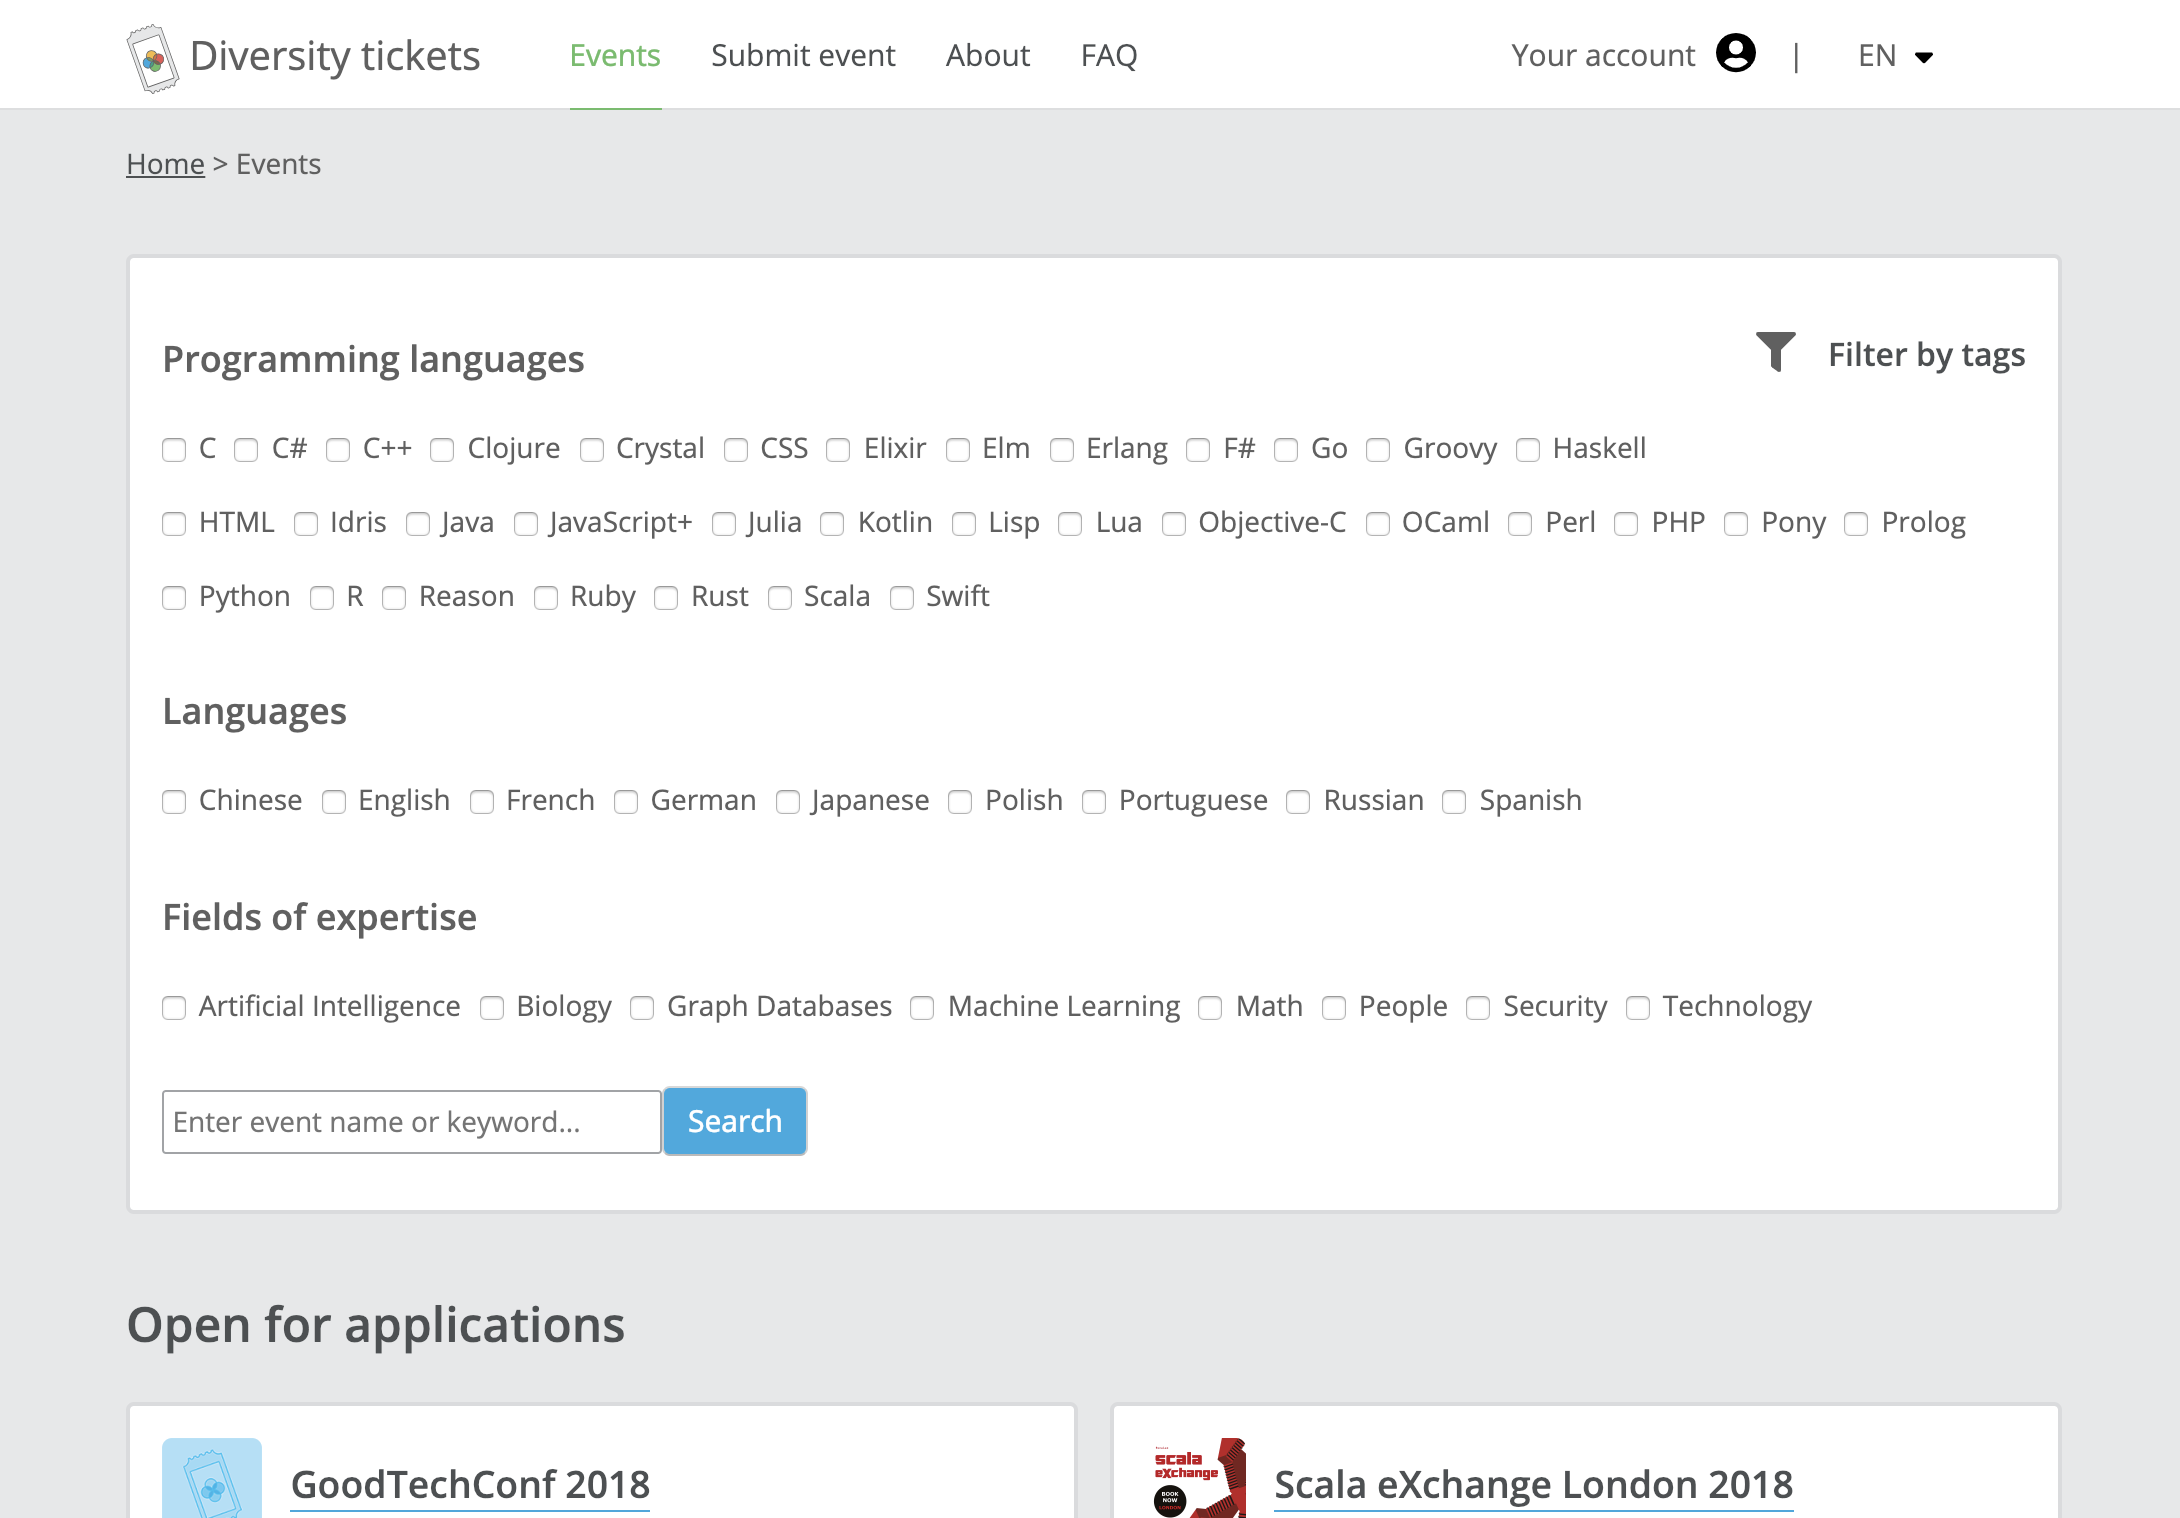 Diversity tickets Events Submit event About FAQ Your account | EN
Home > Events
Programming languages Filter by tags
C C# C++ Clojure Crystal CSS Elixir Elm Erlang F# Go Groovy Haskell
HTML Idris Java JavaScript+ Julia Kotlin Lisp Lua Objective-C OCaml Perl PHP Pony Prolog
Python R Reason Ruby Rust Scala Swift
Languages
Chinese English French German Japanese Polish Portuguese Russian Spanish
Fields of expertise
Artificial Intelligence Biology Graph Databases Machine Learning Math People Security Technology
Enter event name or keyword... Search
Open for applications
GoodTechConf 2018
scala
eXchange
BOOK
NOW
LONDON
Scala eXchange London 2018